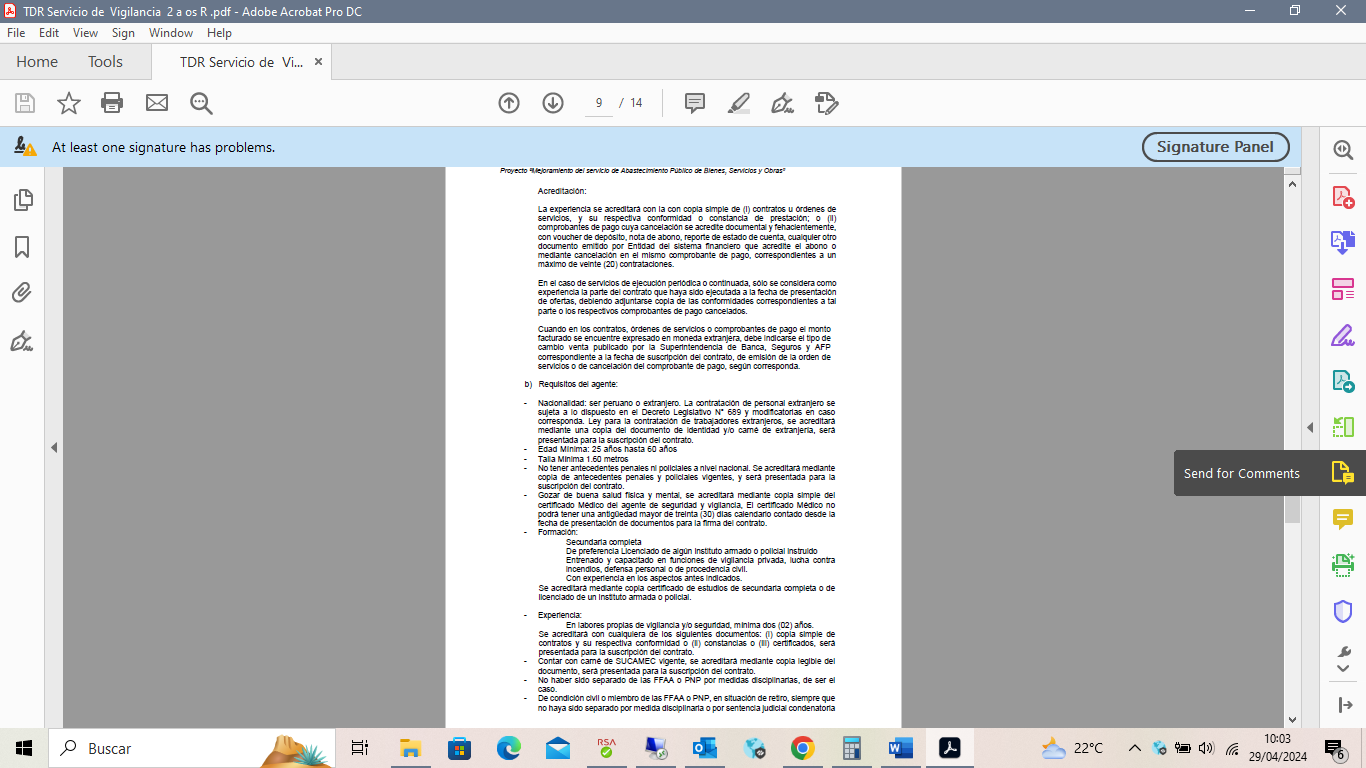 TDR Servicio de  Vigilancia  2 a os R .pdf - Adobe Acrobat Pro DC
File Edit View Sign Window Help
Home Tools TDR Servicio de Vi... ×
9 / 14
At least one signature has problems.
Signature Panel
Proyecto "Mejoramiento del servicio de Abastecimiento Público de Bienes, Servicios y Obras"
Acreditación:
La experiencia se acreditará con la con copia simple de (i) contratos u órdenes de
servicios, y su respectiva conformidad o constancia de prestación; o (ii)
comprobantes de pago cuya cancelación se acredite documental y fehacientemente,
con voucher de depósito, nota de abono, reporte de estado de cuenta, cualquier otro
documento emitido por Entidad del sistema financiero que acredite el abono o
mediante cancelación en el mismo comprobante de pago, correspondientes a un
máximo de veinte (20) contrataciones.
En el caso de servicios de ejecución periódica o continuada, sólo se considera como
experiencia la parte del contrato que haya sido ejecutada a la fecha de presentación
de ofertas, debiendo adjuntarse copia de las conformidades correspondientes a tal
parte o los respectivos comprobantes de pago cancelados.
Cuando en los contratos, órdenes de servicios o comprobantes de pago el monto
facturado se encuentre expresado en moneda extranjera, debe indicarse el tipo de
cambio venta publicado por la Superintendencia de Banca, Seguros y AFP
correspondiente a la fecha de suscripción del contrato, de emisión de la orden de
servicios o de cancelación del comprobante de pago, según corresponda.
b) Requisitos del agente:
- Nacionalidad: ser peruano o extranjero. La contratación de personal extranjero se
sujeta a lo dispuesto en el Decreto Legislativo N° 689 y modificatorias en caso
corresponda. Ley para la contratación de trabajadores extranjeros, se acreditará
mediante una copia del documento de identidad y/o carné de extranjería, será
presentada para la suscripción del contrato.
- Edad Mínima: 25 años hasta 60 años
- Talla Mínima 1.60 metros
- No tener antecedentes penales ni policiales a nivel nacional. Se acreditará mediante
copia de antecedentes penales y policiales vigentes, y será presentada para la
suscripción del contrato.
- Gozar de buena salud física y mental, se acreditará mediante copia simple del
certificado Médico del agente de seguridad y vigilancia, El certificado Médico no
podrá tener una antigüedad mayor de treinta (30) días calendario contado desde la
fecha de presentación de documentos para la firma del contrato.
- Formación:
Secundaria completa
De preferencia Licenciado de algún instituto armado o policial instruido
Entrenado y capacitado en funciones de vigilancia privada, lucha contra
incendios, defensa personal o de procedencia civil.
Con experiencia en los aspectos antes indicados.
Se acreditará mediante copia certificado de estudios de secundaria completa o de
licenciado de un instituto armada o policial.
- Experiencia:
En labores propias de vigilancia y/o seguridad, mínima dos (02) años.
Se acreditará con cualquiera de los siguientes documentos: (i) copia simple de
contratos y su respectiva conformidad o (ii) constancias o (iii) certificados, será
presentada para la suscripción del contrato.
- Contar con carné de SUCAMEC vigente, se acreditará mediante copia legible del
documento, será presentada para la suscripción del contrato.
- No haber sido separado de las FFAA o PNP por medidas disciplinarias, de ser el
caso.
- De condición civil o miembro de las FFAA o PNP, en situación de retiro, siempre que
no haya sido separado por medida disciplinaria o por sentencia judicial condenatoria
Send for Comments
Buscar
RSA
22°C
10:03
29/04/2024
6